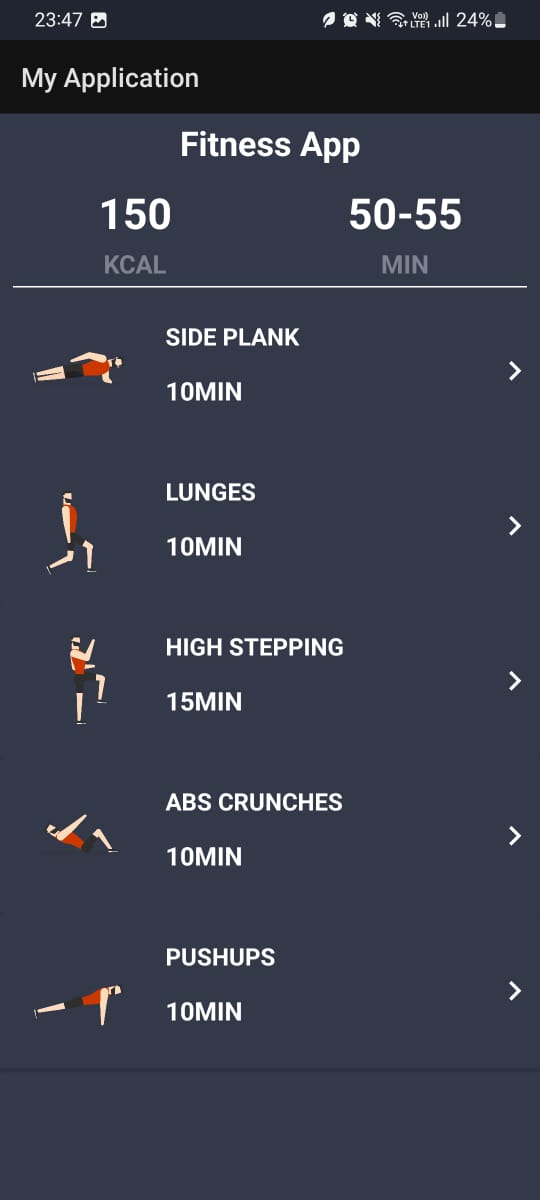 23:47 Vo) LTE1 24%
My Application
Fitness App
150 50-55
KCAL MIN
SIDE PLANK
10MIN
LUNGES
10MIN
HIGH STEPPING
15MIN
ABS CRUNCHES
10MIN
PUSHUPS
10MIN